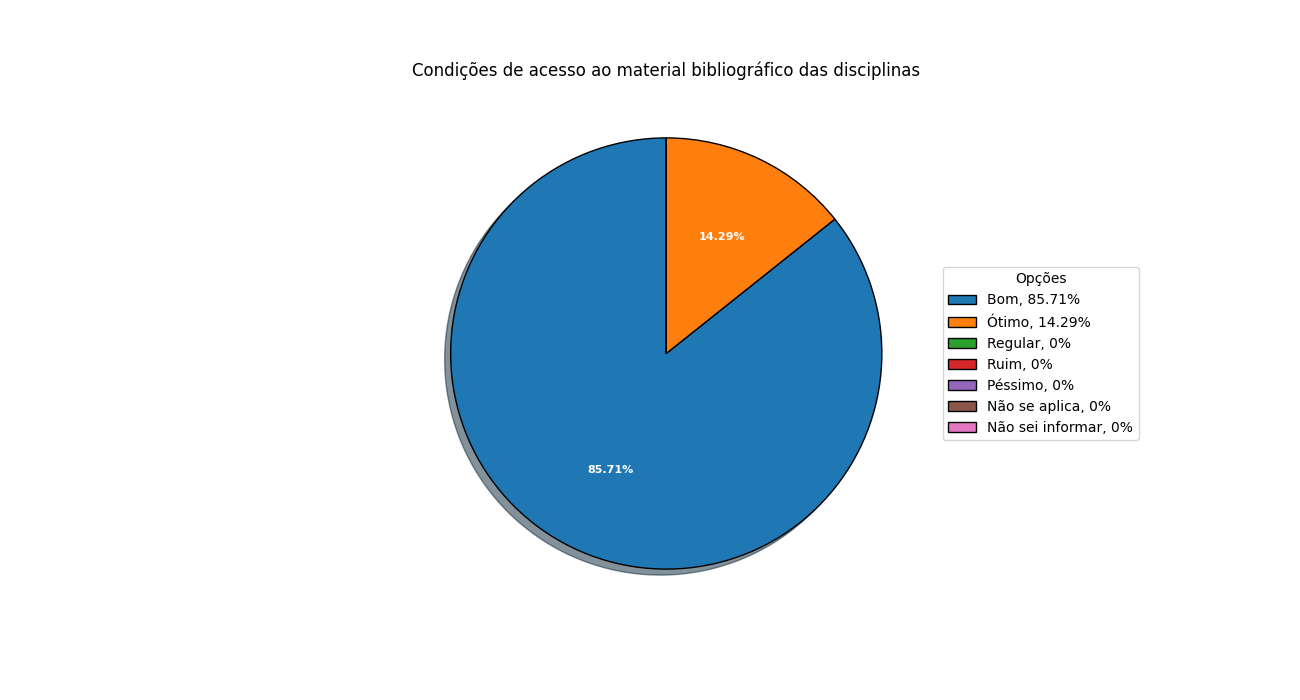 Condições de acesso ao material bibliográfico das disciplinas
14.29%
85.71%
Opções
Bom, 85.71%
Ótimo, 14.29%
Regular, 0%
Ruim, 0%
Péssimo, 0%
Não se aplica, 0%
Não sei informar, 0%